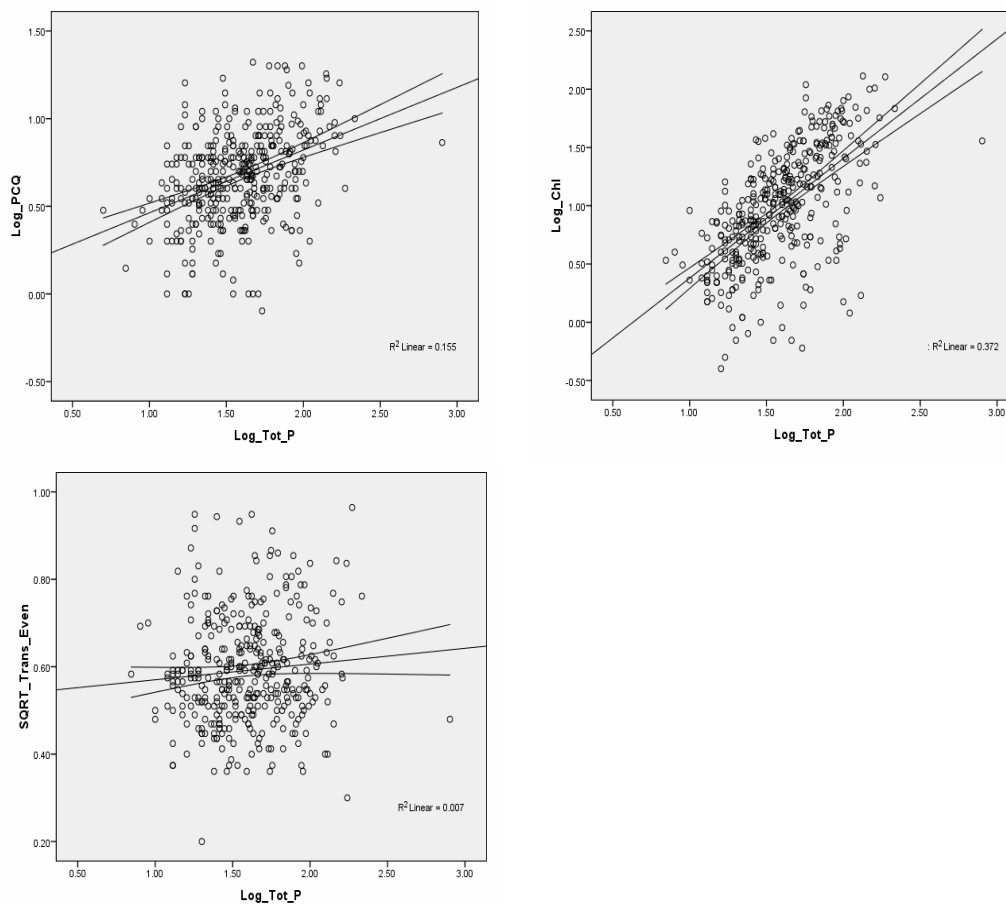 1.50
1.00
0.50
0.00
-0.50
Log_PCQ
R² Linear = 0.155
0.50 1.00 1.50 2.00 2.50 3.00
Log_Tot_P
2.50
2.00
1.50
1.00
0.50
0.00
-0.50
Log_Chl
: R² Linear = 0.372
0.50 1.00 1.50 2.00 2.50 3.00
Log_Tot_P
1.00
0.80
0.60
0.40
0.20
SQRT_Trans_Even
R² Linear = 0.007
0.50 1.00 1.50 2.00 2.50 3.00
Log_Tot_P